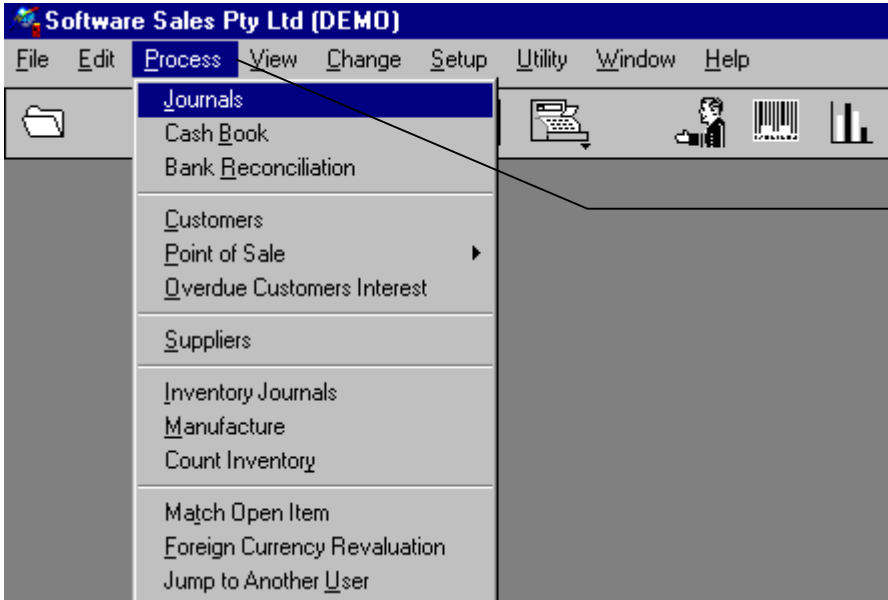 Software Sales Pty Ltd (DEMO)
File Edit Process View Change Setup Utility Window Help
Journals
Cash Book
Bank Reconciliation
Customers
Point of Sale
Overdue Customers Interest
Suppliers
Inventory Journals
Manufacture
Count Inventory
Match Open Item
Foreign Currency Revaluation
Jump to Another User